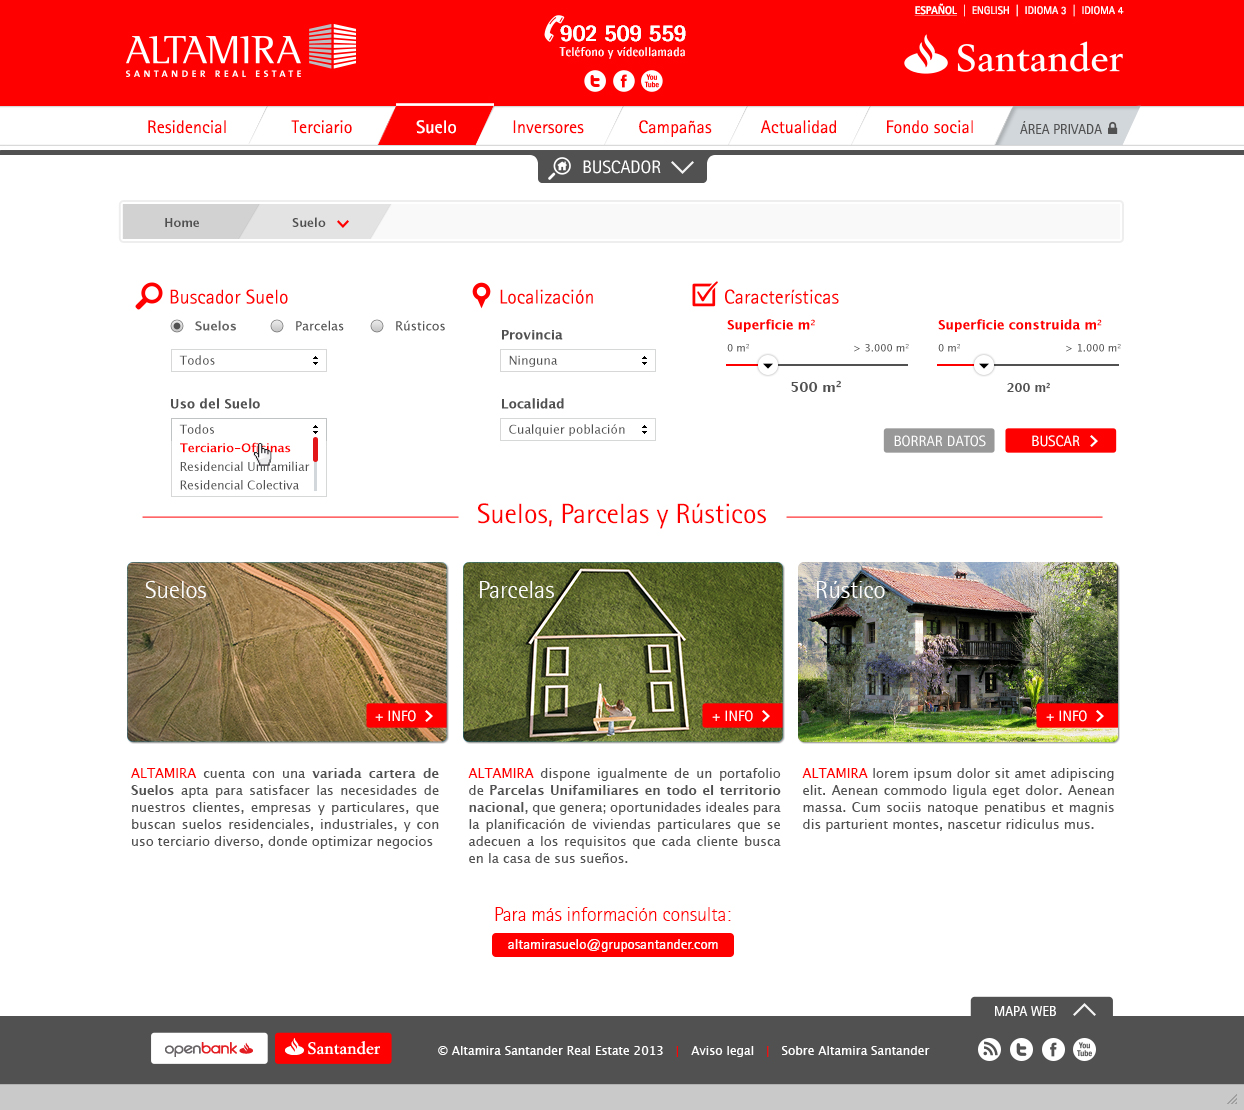 ESPAÑOL | ENGLISH | IDIOMA 3 | IDIOMA 4
ALTAMIRA
SANTANDER REAL ESTATE
902 509 559
Teléfono y vídeollamada
You Tube
Santander
Residencial Terciario Suelo Inversores Campañas Actualidad Fondo social ÁREA PRIVADA
BUSCADOR
Home Suelo
Buscador Suelo
Suelos Parcelas Rústicos
Todos
Uso del Suelo
Todos
Terciario-Oficinas
Residencial Unifamiliar
Residencial Colectiva
Localización
Provincia
Ninguna
Localidad
Cualquier población
Características
Superficie m²
0 m² > 3.000 m²
500 m²
Superficie construida m²
0 m² > 1.000 m²
200 m²
BORRAR DATOS BUSCAR
Suelos, Parcelas y Rústicos
Suelos
+ INFO
Parcelas
+ INFO
Rústico
+ INFO
ALTAMIRA cuenta con una variada cartera de
Suelos apta para satisfacer las necesidades de
nuestros clientes, empresas y particulares, que
buscan suelos residenciales, industriales, y con
uso terciario diverso, donde optimizar negocios
ALTAMIRA dispone igualmente de un portafolio
de Parcelas Unifamiliares en todo el territorio
nacional, que genera; oportunidades ideales para
la planificación de viviendas particulares que se
adecuen a los requisitos que cada cliente busca
en la casa de sus sueños.
ALTAMIRA lorem ipsum dolor sit amet adipiscing
elit. Aenean commodo ligula eget dolor. Aenean
massa. Cum sociis natoque penatibus et magnis
dis parturient montes, nascetur ridiculus mus.
Para más información consulta:
altamirasuelo@gruposantander.com
MAPA WEB
openbank Santander
© Altamira Santander Real Estate 2013 | Aviso legal | Sobre Altamira Santander
You Tube